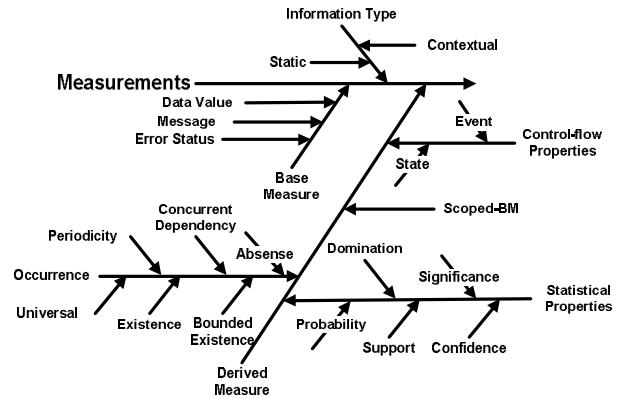 Information Type
Contextual
Static
Measurements
Data Value
Message
Error Status
Event
Control-flow
Properties
State
Base
Measure
Scoped-BM
Concurrent
Dependency
Periodicity
Absense
Domination
Occurrence
Significance
Statistical
Properties
Universal
Existence
Bounded
Existence
Probability
Support
Confidence
Derived
Measure